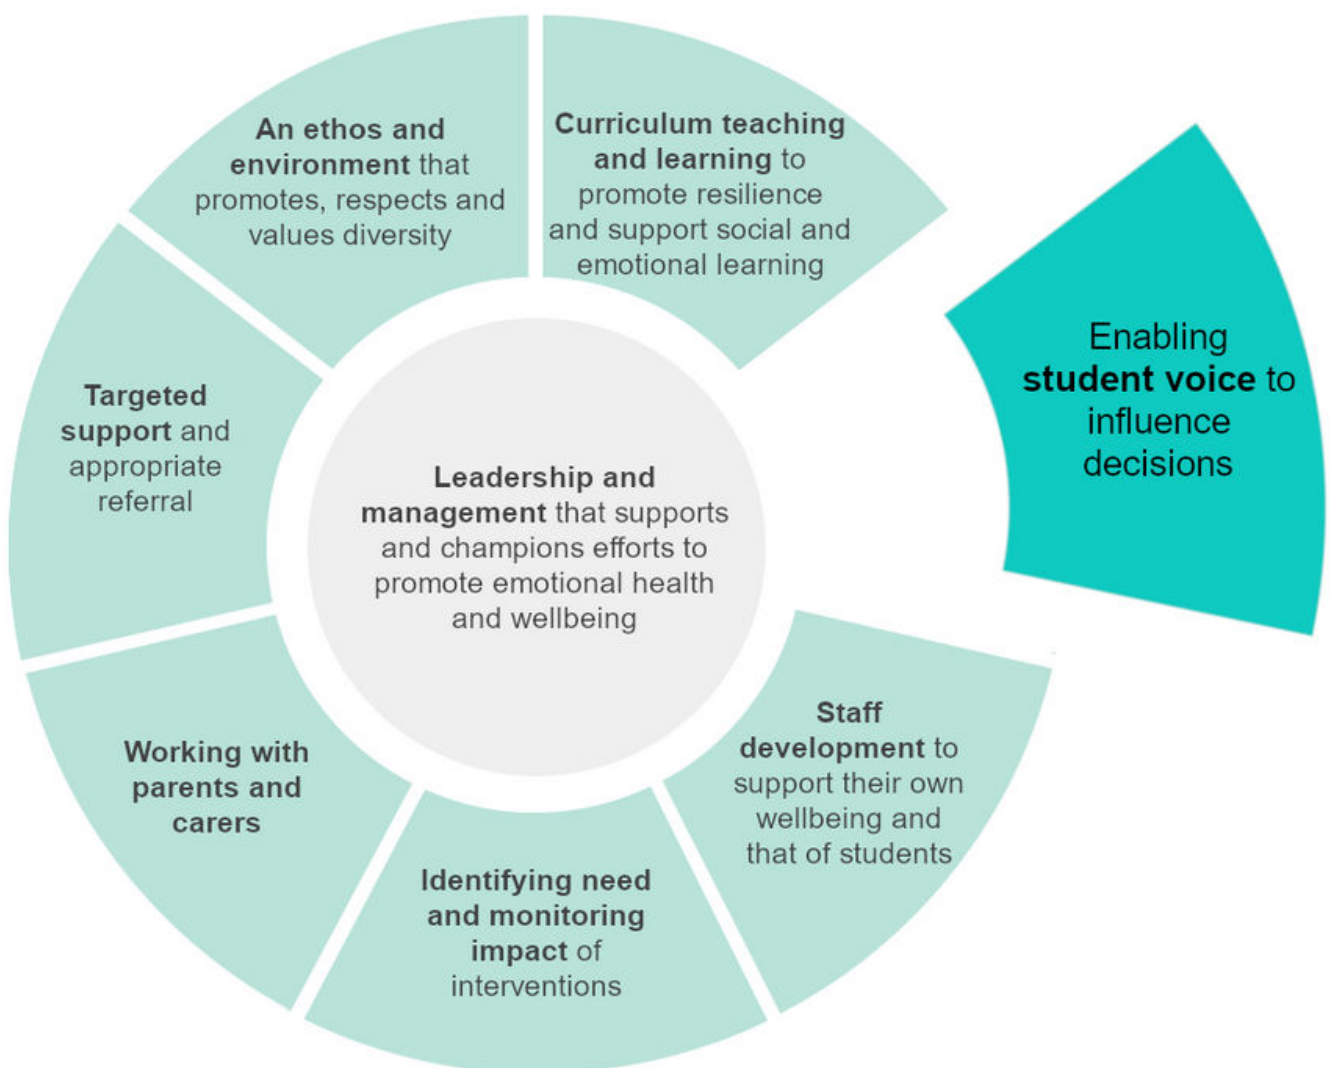 An ethos and
environment that
promotes, respects and
values diversity
Curriculum teaching
and learning to
promote resilience
and support social and
emotional learning
Enabling
student voice to
influence
decisions
Targeted
support and
appropriate
referral
Leadership and
management that supports
and champions efforts to
promote emotional health
and wellbeing
Staff
development to
support their own
wellbeing and
that of students
Working with
parents and
carers
Identifying need
and monitoring
impact of
interventions